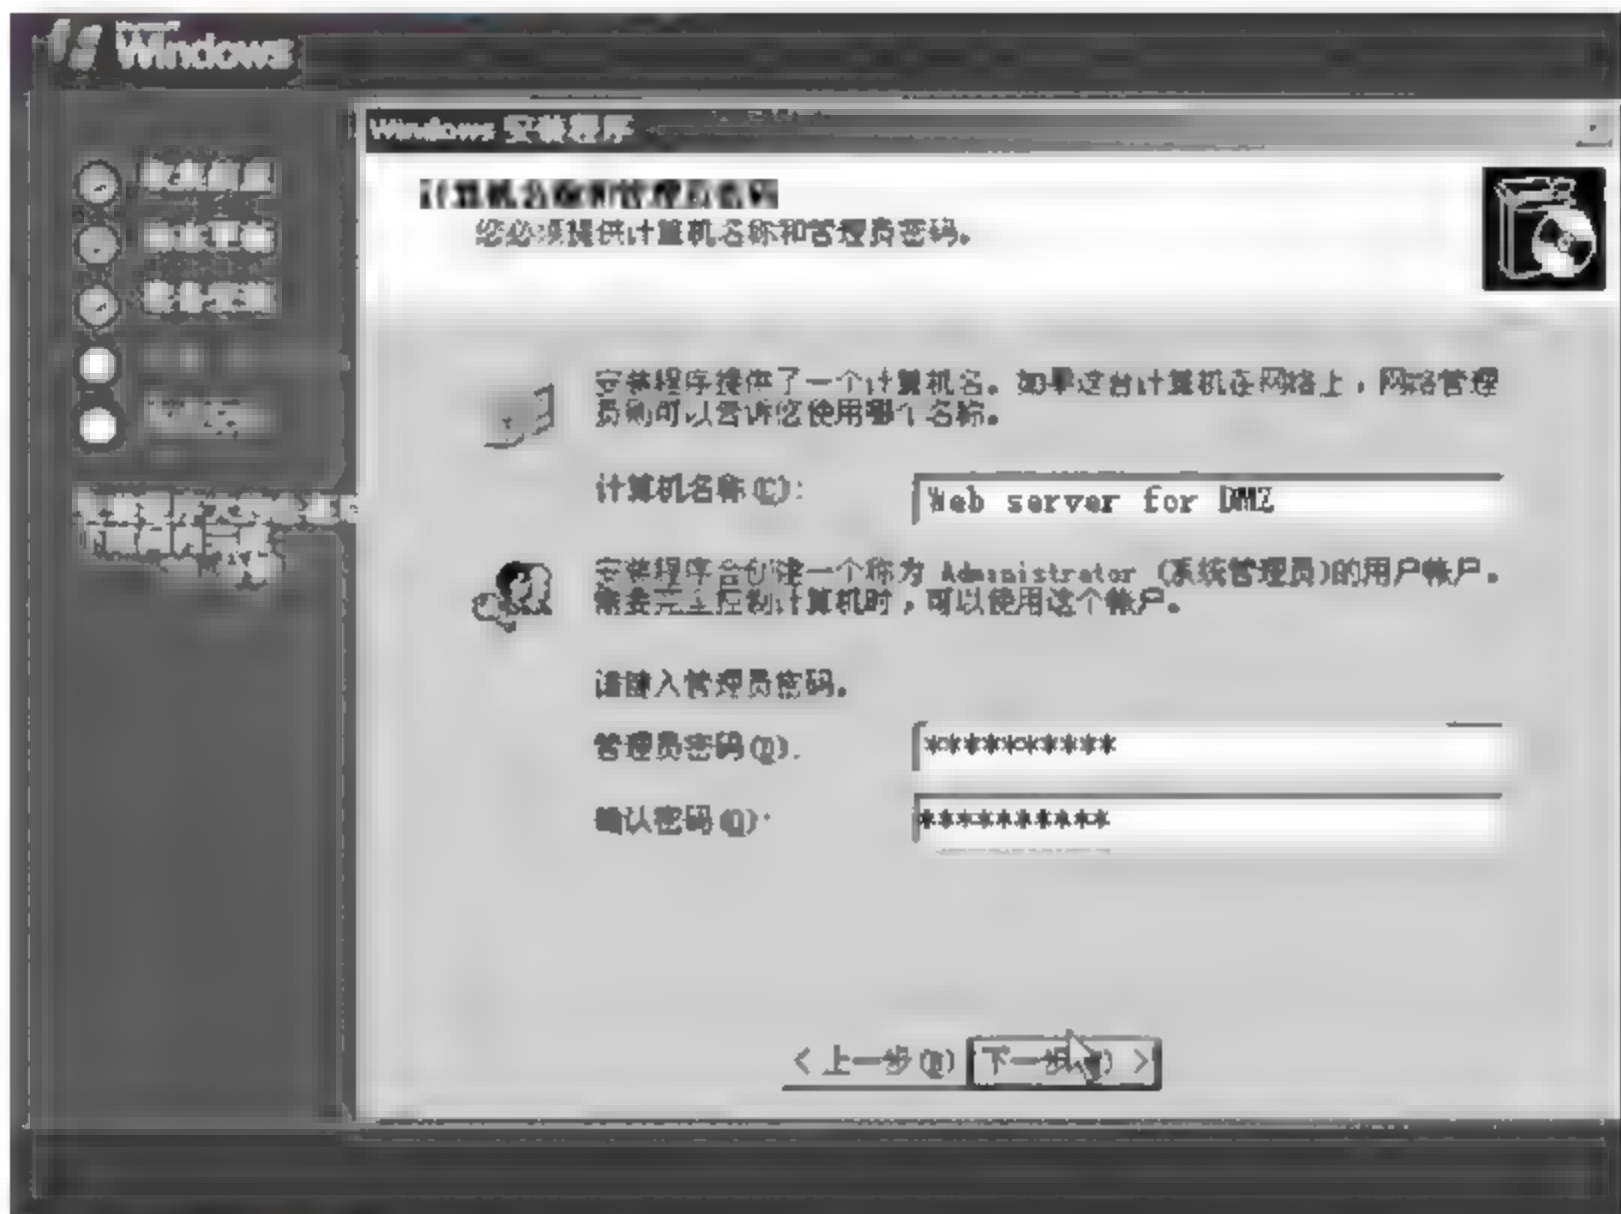 Windows
Windows 安装程序
计算机名称和管理员密码
您必须提供计算机名称和管理员密码。
安装程序提供了一个计算机名。如果这台计算机在网络上，网络管理
员则可以告诉您使用哪个名称。
计算机名称(C):
Web server for DMZ
安装程序会创建一个称为 Administrator (系统管理员)的用户帐户。
需要完全控制计算机时，可以使用这个帐户。
请键入管理员密码。
管理员密码
**********
确认密码
**********
< 上一步(B)
下一步 >